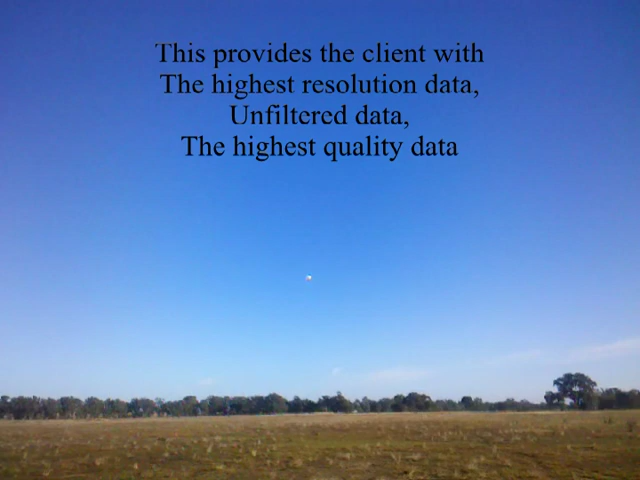 This provides the client with
The highest resolution data,
Unfiltered data,
The highest quality data